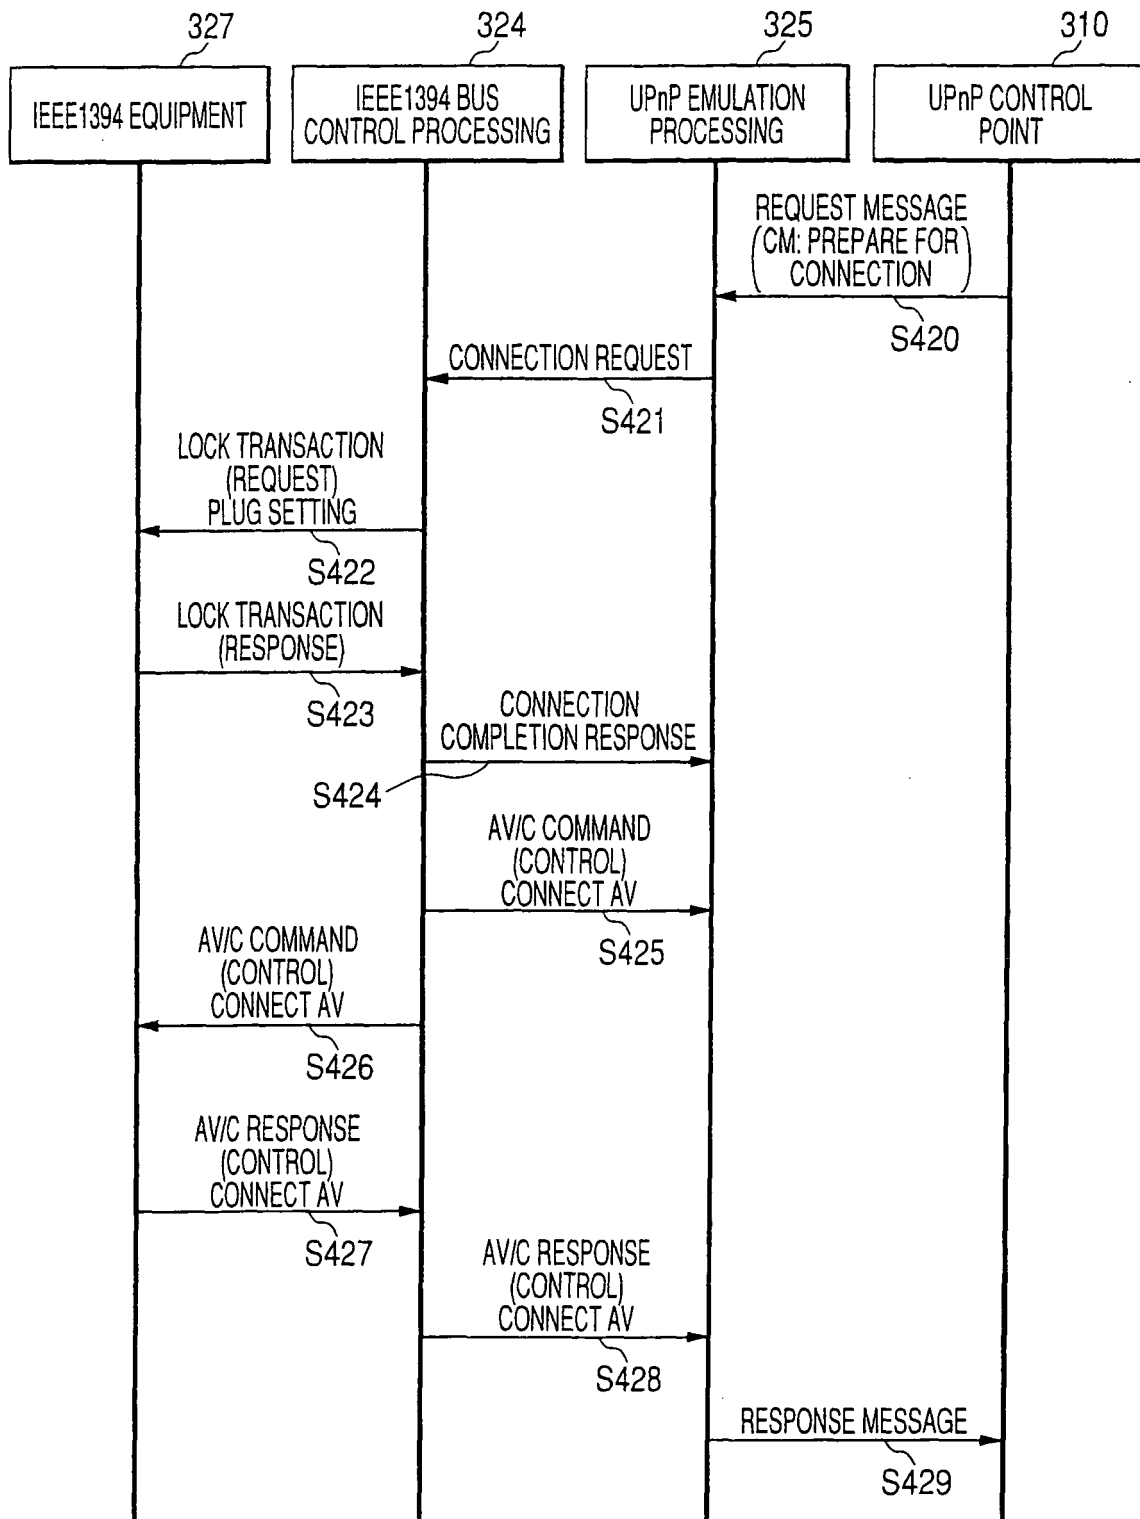 327
324
325
310
IEEE1394 EQUIPMENT
IEEE1394 BUS
CONTROL PROCESSING
UPnP EMULATION
PROCESSING
UPnP CONTROL
POINT
REQUEST MESSAGE
(CM: PREPARE FOR
CONNECTION)
S420
CONNECTION REQUEST
S421
LOCK TRANSACTION
(REQUEST)
PLUG SETTING
S422
LOCK TRANSACTION
(RESPONSE)
S423
CONNECTION
COMPLETION RESPONSE
S424
AV/C COMMAND
(CONTROL)
CONNECT AV
S425
AV/C COMMAND
(CONTROL)
CONNECT AV
S426
AV/C RESPONSE
(CONTROL)
CONNECT AV
S427
AV/C RESPONSE
(CONTROL)
CONNECT AV
S428
RESPONSE MESSAGE
S429